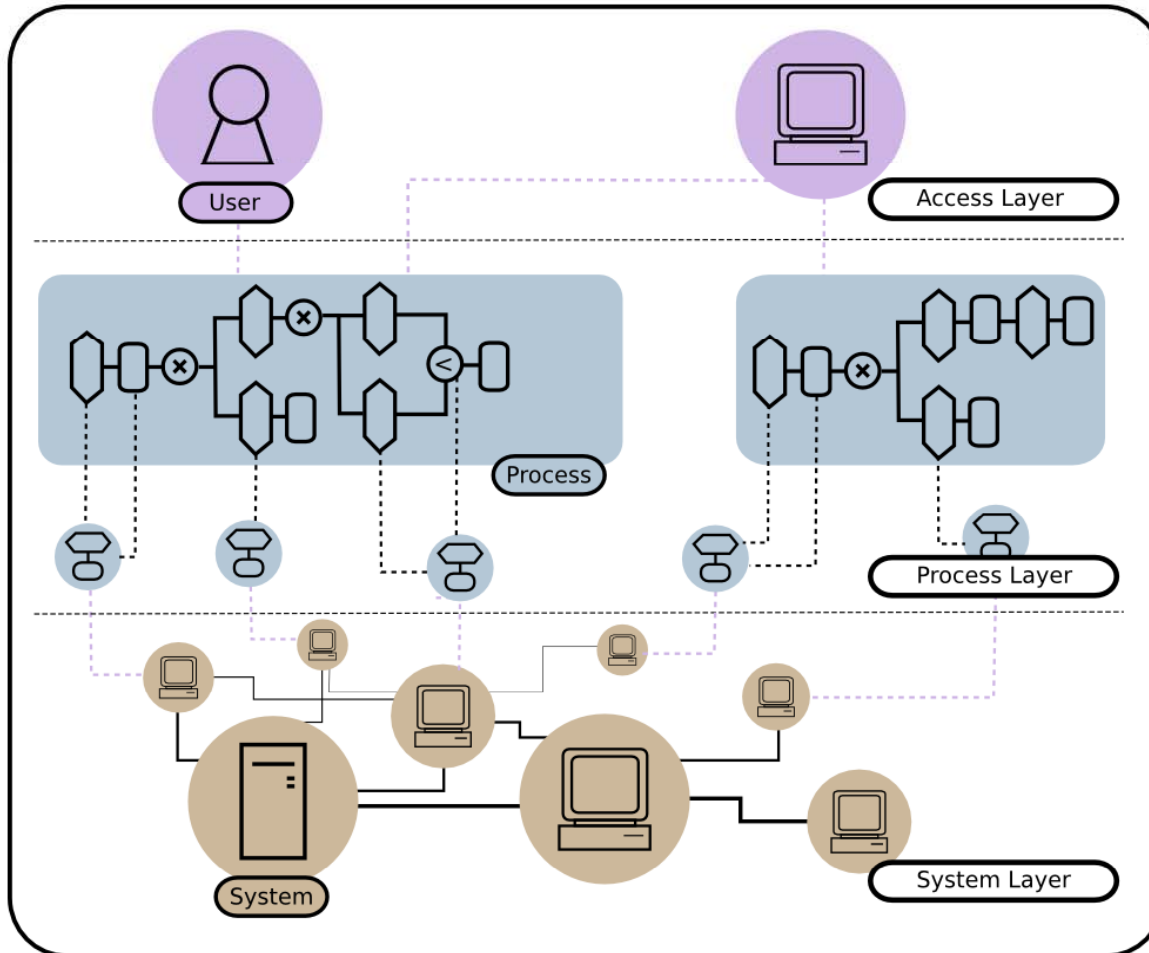 User
Access Layer
Process
Process Layer
System
System Layer